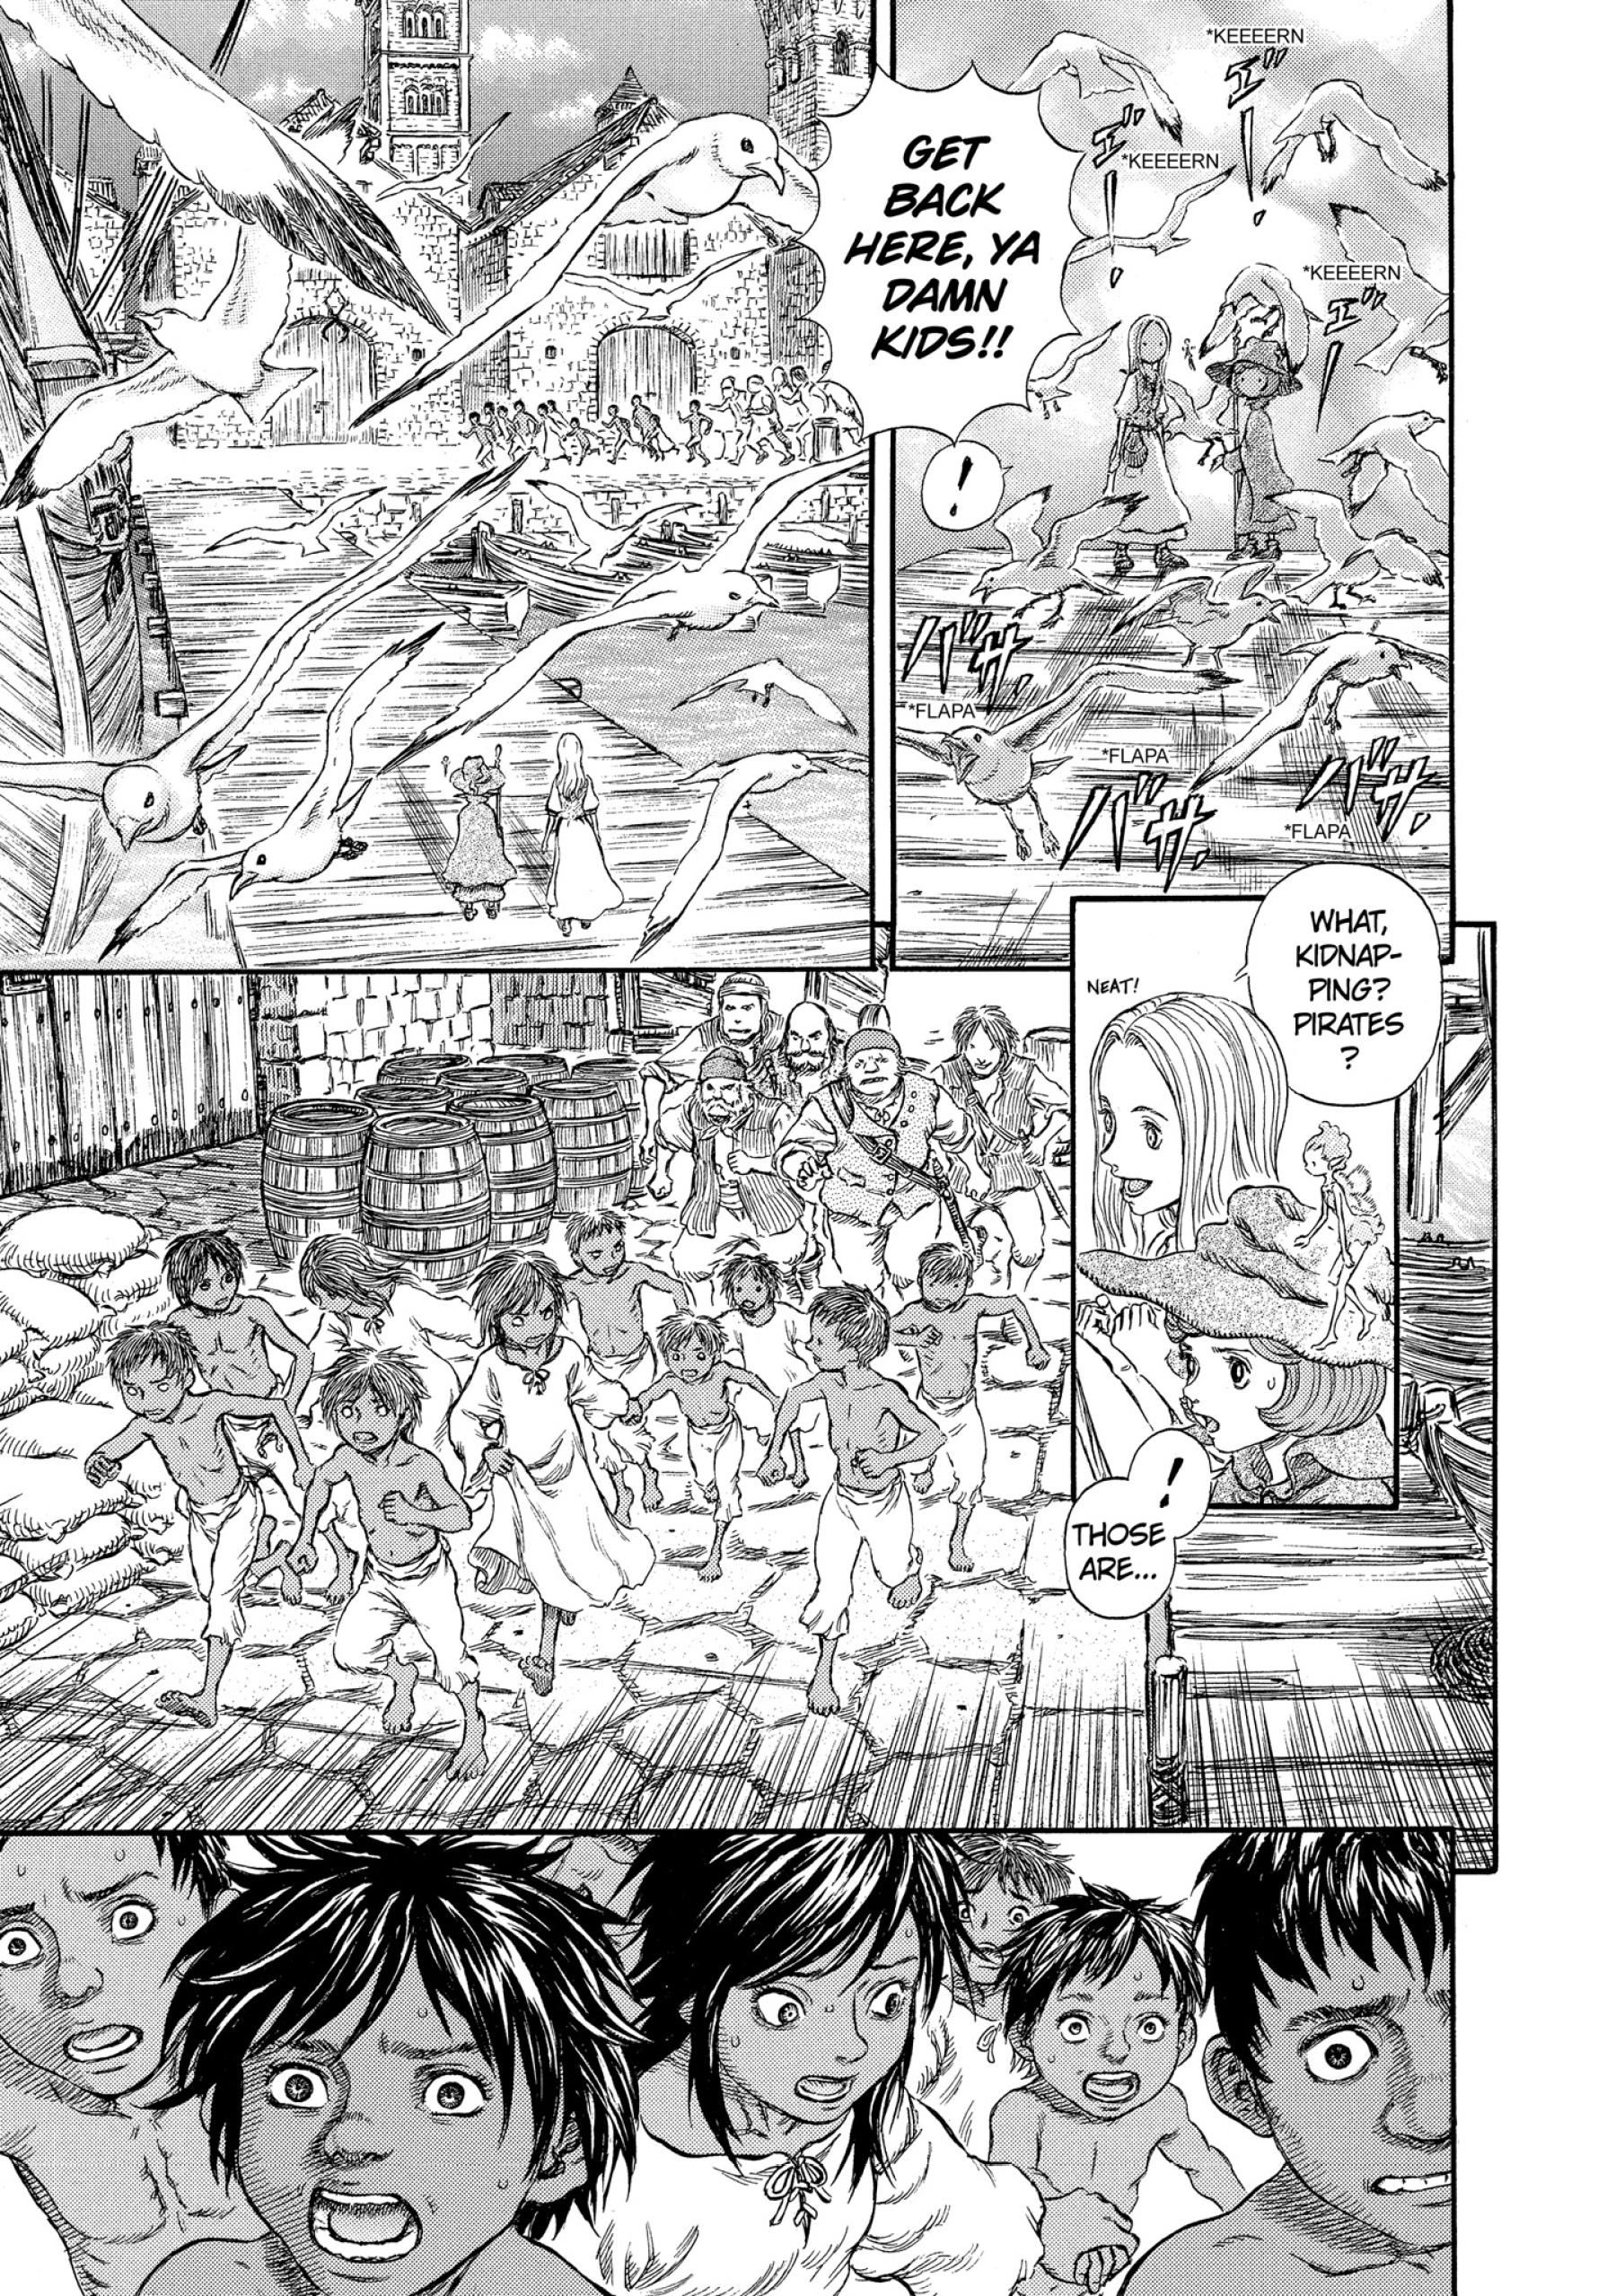 *KEEEERN
エ゛
エ゛
*KEEEERN
*KEEEERN
エ゛
GET
BACK
HERE, YA
DAMN
KIDS!!
!
バサ
*FLAPA
*FLAPA
バサ.
バサ.
*FLAPA
WHAT,
KIDNAP-
PING?
PIRATES
?
NEAT!
!
THOSE
ARE...